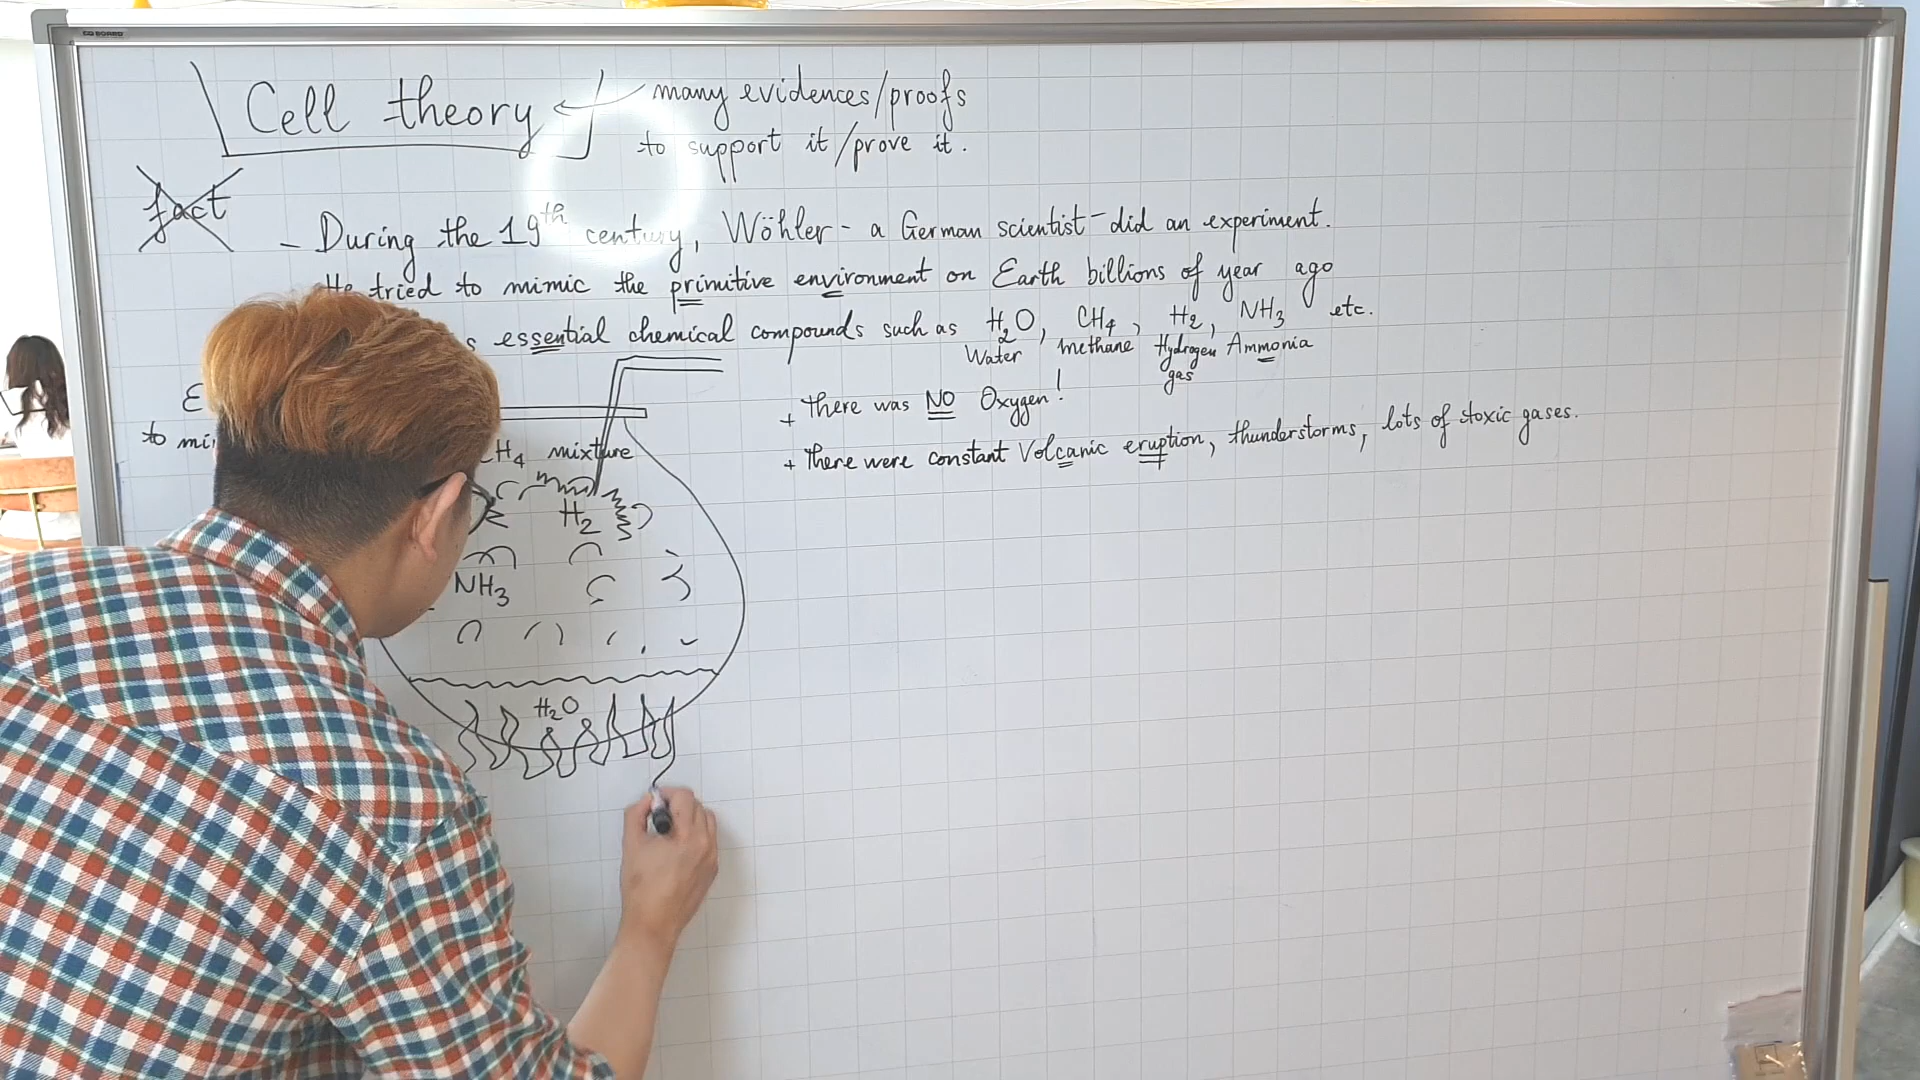 Cell theory
many evidences/proofs
to support it/prove it.
fact
- During the 19th century, Wöhler - a German scientist - did an experiment.
He tried to mimic the primitive environment on Earth billions of year ago
essential chemical compounds such as H2O, CH4, H2, NH3 etc.
Water methane Hydrogen gas Ammonia
+ there was NO Oxygen!
+ there were constant Volcanic eruption, thunderstorms, lots of toxic gases.
to
mixture
H2
NH3
H2O